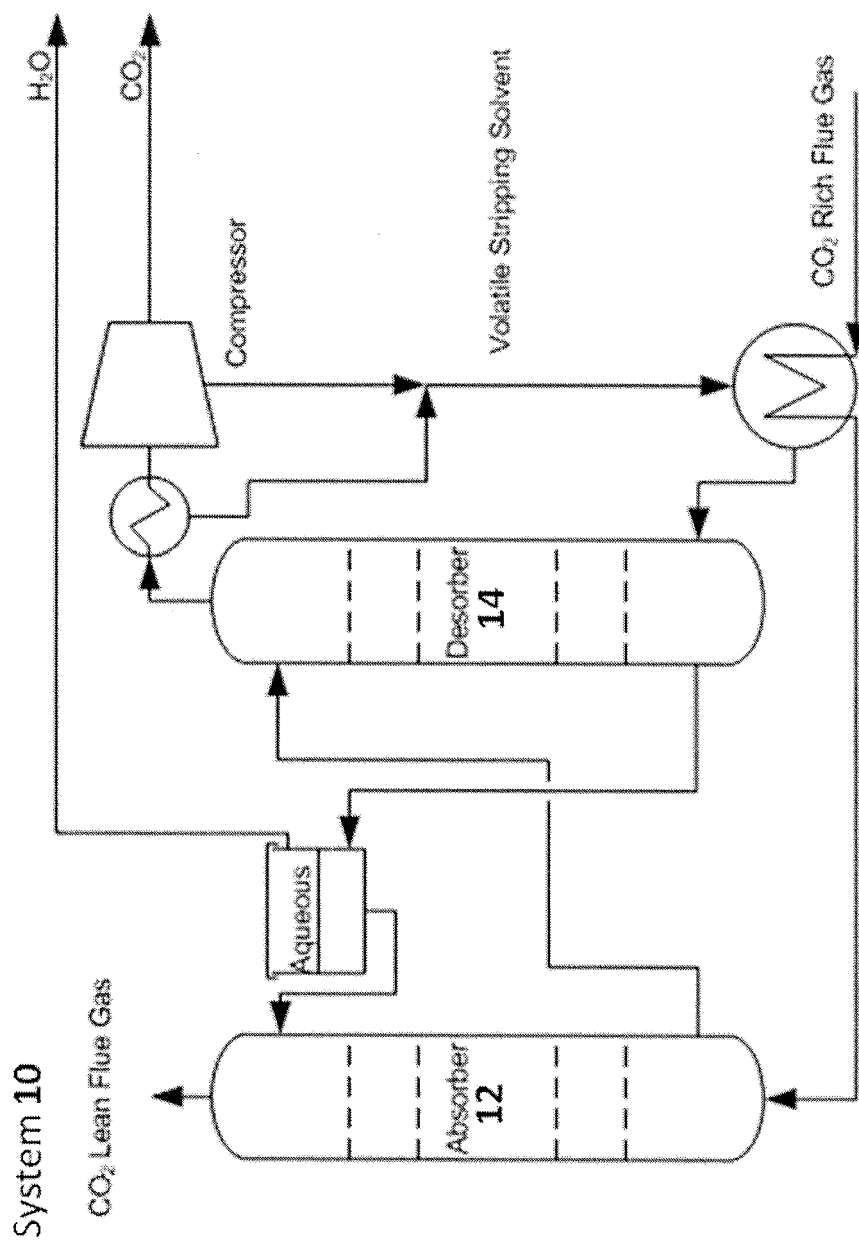 System 10
CO₂ Lean Flue Gas
H₂O
CO₂
Aqueous
Compressor
Absorber
12
Desorber
14
Volatile Stripping Solvent
CO₂ Rich Flue Gas